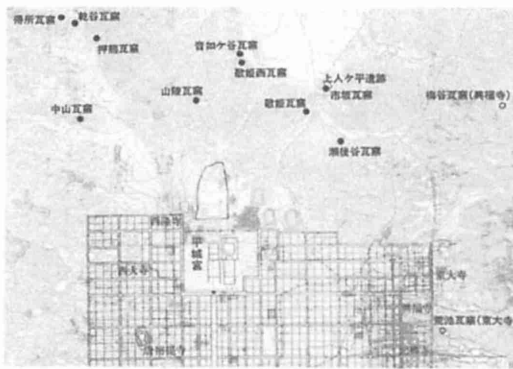 得所瓦窯
乾谷瓦窯
押熊瓦窯
音如ケ谷瓦窯
歌姫西瓦窯
山陵瓦窯
上人ケ平遺跡
市坂瓦窯
歌姫瓦窯
梅谷瓦窯(興福寺)
中山瓦窯
瀬後谷瓦窯
西隆寺
平城宮
西大寺
東大寺
興福寺
荒池瓦窯(東大寺
唐招提寺